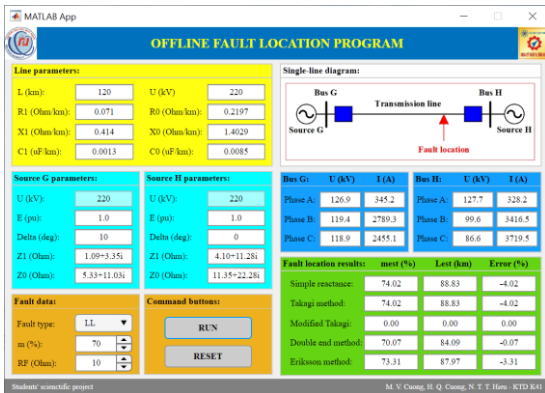 MATLAB App
OFFLINE FAULT LOCATION PROGRAM
Line parameters:
L (km): 120 U (kV) 220
R1 (Ohm/km): 0.071 R0 (Ohm/km): 0.2197
X1 (Ohm/km): 0.414 X0 (Ohm/km): 1.4029
C1 (uF/km): 0.0013 C0 (uF/km): 0.0085
Single-line diagram:
Bus G Bus H
Transmission line
Source G Source H
Fault location
Source G parameters:
U (kV): 220
E (pu): 1.0
Delta (deg): 10
Z1 (Ohm): 1.09+3.35i
Z0 (Ohm): 5.33+11.03i
Source H parameters:
U (kV): 220
E (pu): 1.0
Delta (deg): 0
Z1 (Ohm): 4.10+11.28i
Z0 (Ohm): 11.35+22.28i
Bus G: U (kV) I (A)
Phase A: 126.9 345.2
Phase B: 119.4 2789.3
Phase C: 118.9 2455.1
Bus H: U (kV) I (A)
Phase A: 127.7 328.2
Phase B: 99.6 3416.5
Phase C: 86.6 3719.5
Fault data:
Fault type: LL
m (%): 70
RF (Ohm): 10
Command buttons:
RUN
RESET
Fault location results: mest (%) Lest (km) Error (%)
Simple reactance: 74.02 88.83 -4.02
Takagi method: 74.02 88.83 -4.02
Modified Takagi: 0.00 0.00 0.00
Double end method: 70.07 84.09 -0.07
Eriksson method: 73.31 87.97 -3.31
Students' scienctific project
M. V. Cuong, H. Q. Cuong, N. T. T. Hieu - KTD K41